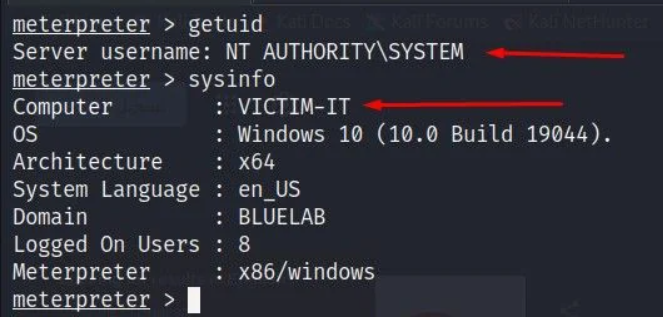 meterpreter > getuid
Server username: NT AUTHORITY\SYSTEM
meterpreter > sysinfo
Computer        : VICTIM-IT
OS              : Windows 10 (10.0 Build 19044).
Architecture    : x64
System Language : en_US
Domain          : BLUELAB
Logged On Users : 8
Meterpreter     : x86/windows
meterpreter >